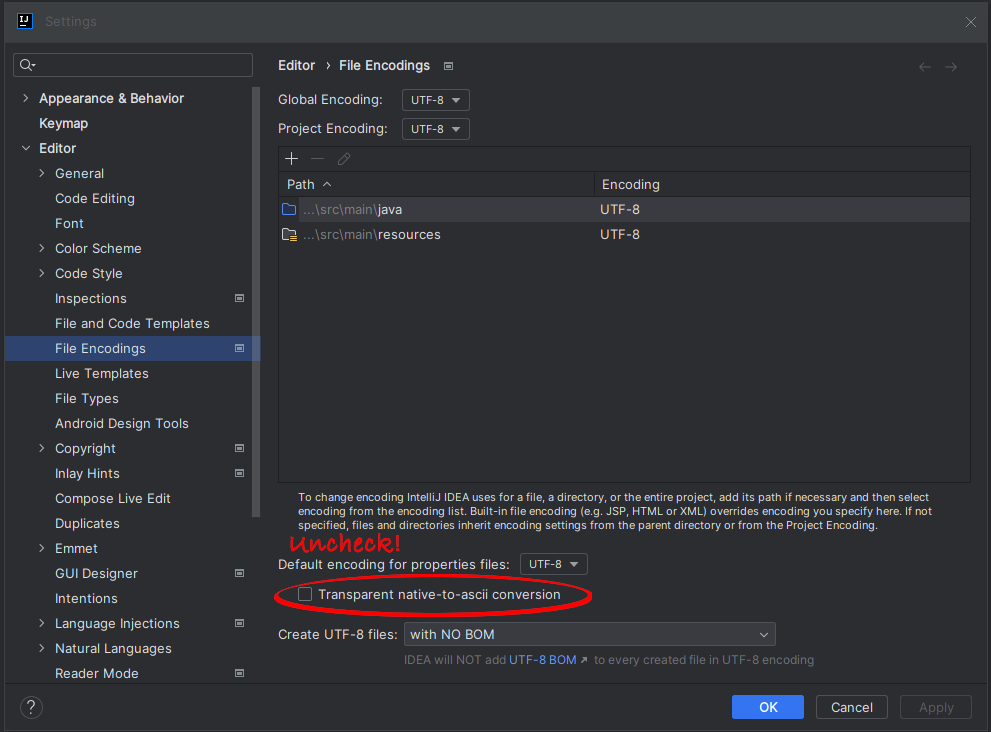 Settings
Editor › File Encodings
Global Encoding: UTF-8
Project Encoding: UTF-8
Path Encoding
...\src\main\java UTF-8
...\src\main\resources UTF-8
To change encoding IntelliJ IDEA uses for a file, a directory, or the entire project, add its path if necessary and then select
encoding from the encoding list. Built-in file encoding (e.g. JSP, HTML or XML) overrides encoding you specify here. If not
specified, files and directories inherit encoding settings from the parent directory or from the Project Encoding.
Uncheck!
Default encoding for properties files: UTF-8
Transparent native-to-ascii conversion
Create UTF-8 files: with NO BOM
IDEA will NOT add UTF-8 BOM ↗ to every created file in UTF-8 encoding
Appearance & Behavior
Keymap
Editor
General
Code Editing
Font
Color Scheme
Code Style
Inspections
File and Code Templates
File Encodings
Live Templates
File Types
Android Design Tools
Copyright
Inlay Hints
Compose Live Edit
Duplicates
Emmet
GUI Designer
Intentions
Language Injections
Natural Languages
Reader Mode
? OK Cancel Apply